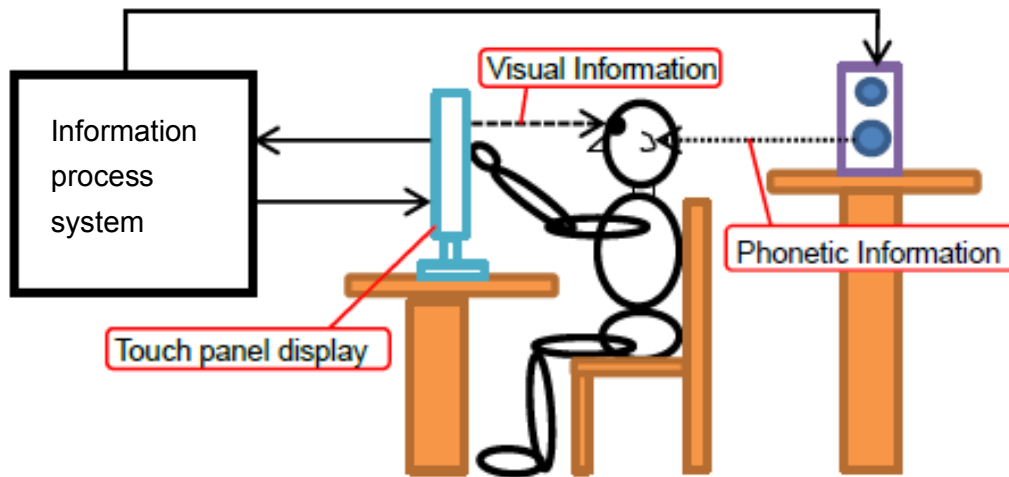 Visual Information
Information
process
system
Phonetic Information
Touch panel display